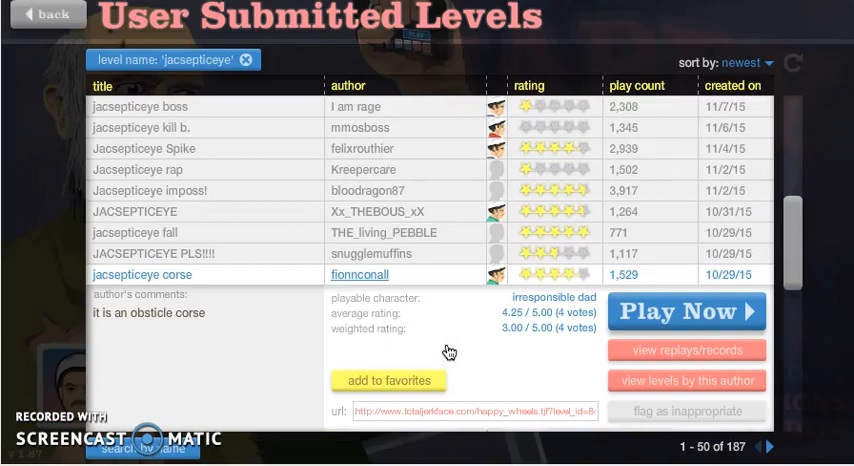 back
User Submitted Levels
level name: 'jacsepticeye'
sort by: newest
title author rating play count created on
jacsepticeye boss I am rage 2,308 11/7/15
jacsepticeye kill b. mmosboss 1,345 11/6/15
Jacsepticeye Spike felixrouthier 2,939 11/4/15
Jacsepticeye rap Kreepercare 1,502 11/2/15
Jacsepticeye imposs! bloodragon87 3,917 11/2/15
JACSEPTICEYE Xx_THEBOUS_xX 1,264 10/31/15
jacsepticeye fall THE_living_PEBBLE 771 10/29/15
JACSEPTICEYE PLS!!!! snugglemuffins 1,117 10/29/15
jacsepticeye corse fionnconall 1,529 10/29/15
author's comments:
it is an obsticle corse
playable character: irresponsible dad
average rating: 4.25 / 5.00 (4 votes)
weighted rating: 3.00 / 5.00 (4 votes)
Play Now
view replays/records
add to favorites
view levels by this author
url: http://www.totaljerkface.com/happy_wheels.tjf?level_id=8
flag as inappropriate
RECORDED WITH
SCREENCAST MATIC
search by name
v 1.87
1 - 50 of 187